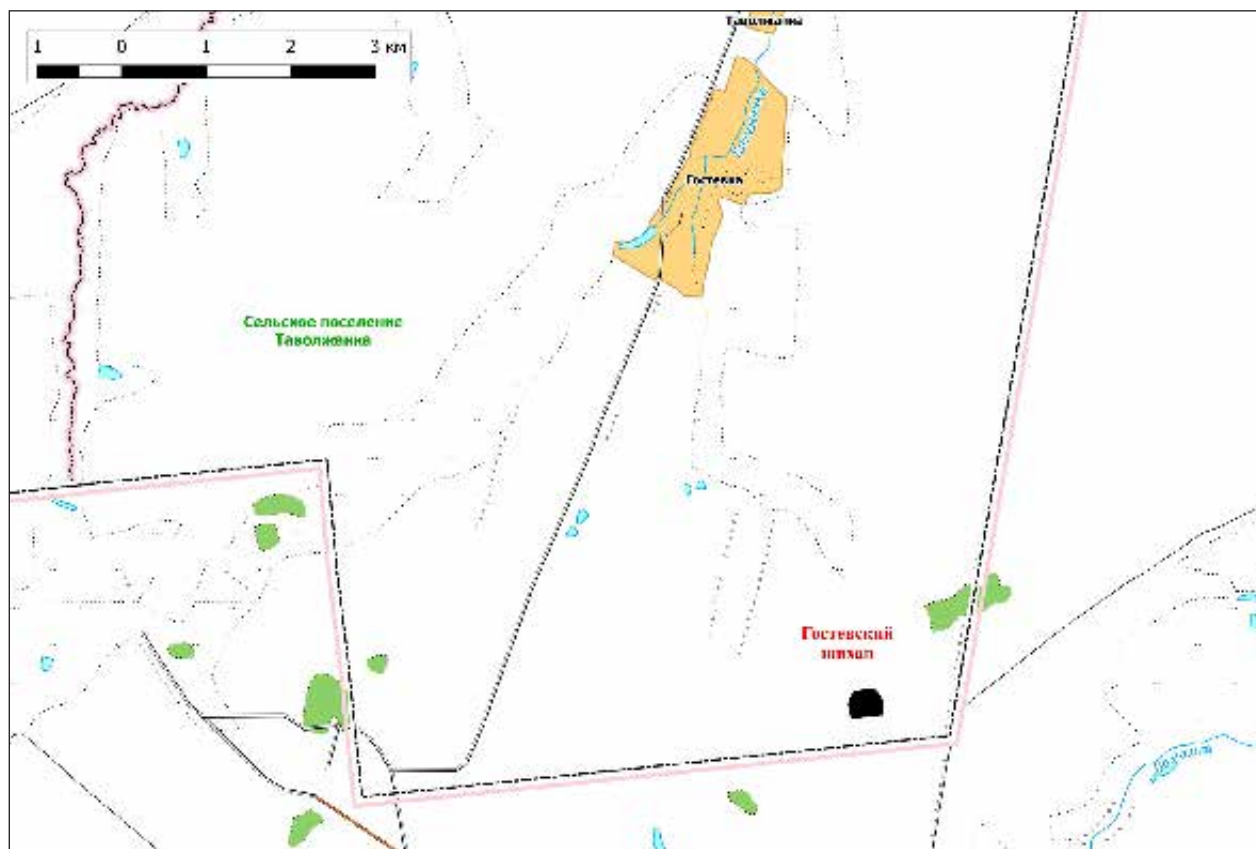 1 0 1 2 3 км
Таволжанка
Гостевка
Сельское поселение
Таволжанка
Гостевский
шихан